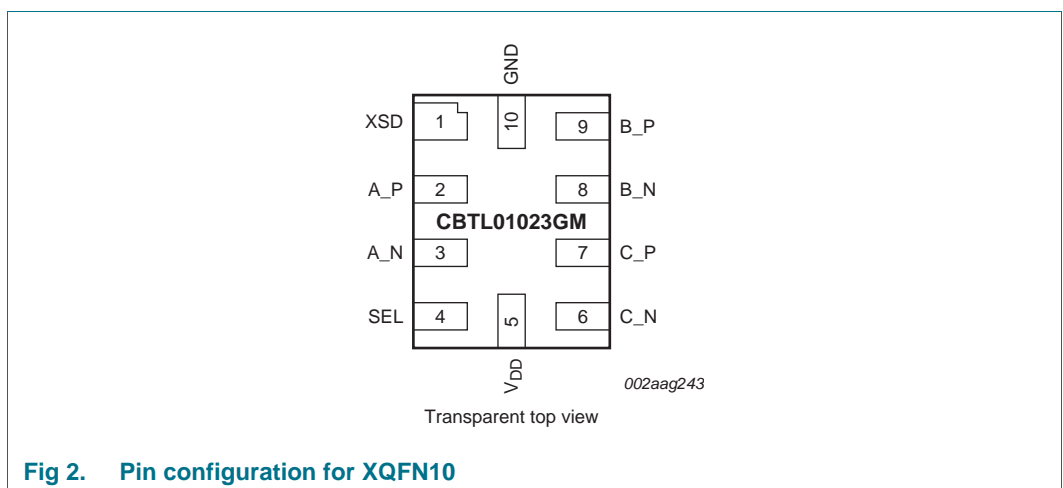 GND
XSD 1 10 9 B_P
A_P 2 8 B_N
CBTL01023GM
A_N 3 7 C_P
SEL 4 5 6 C_N
VDD
002aag243
Transparent top view
Fig 2. Pin configuration for XQFN10